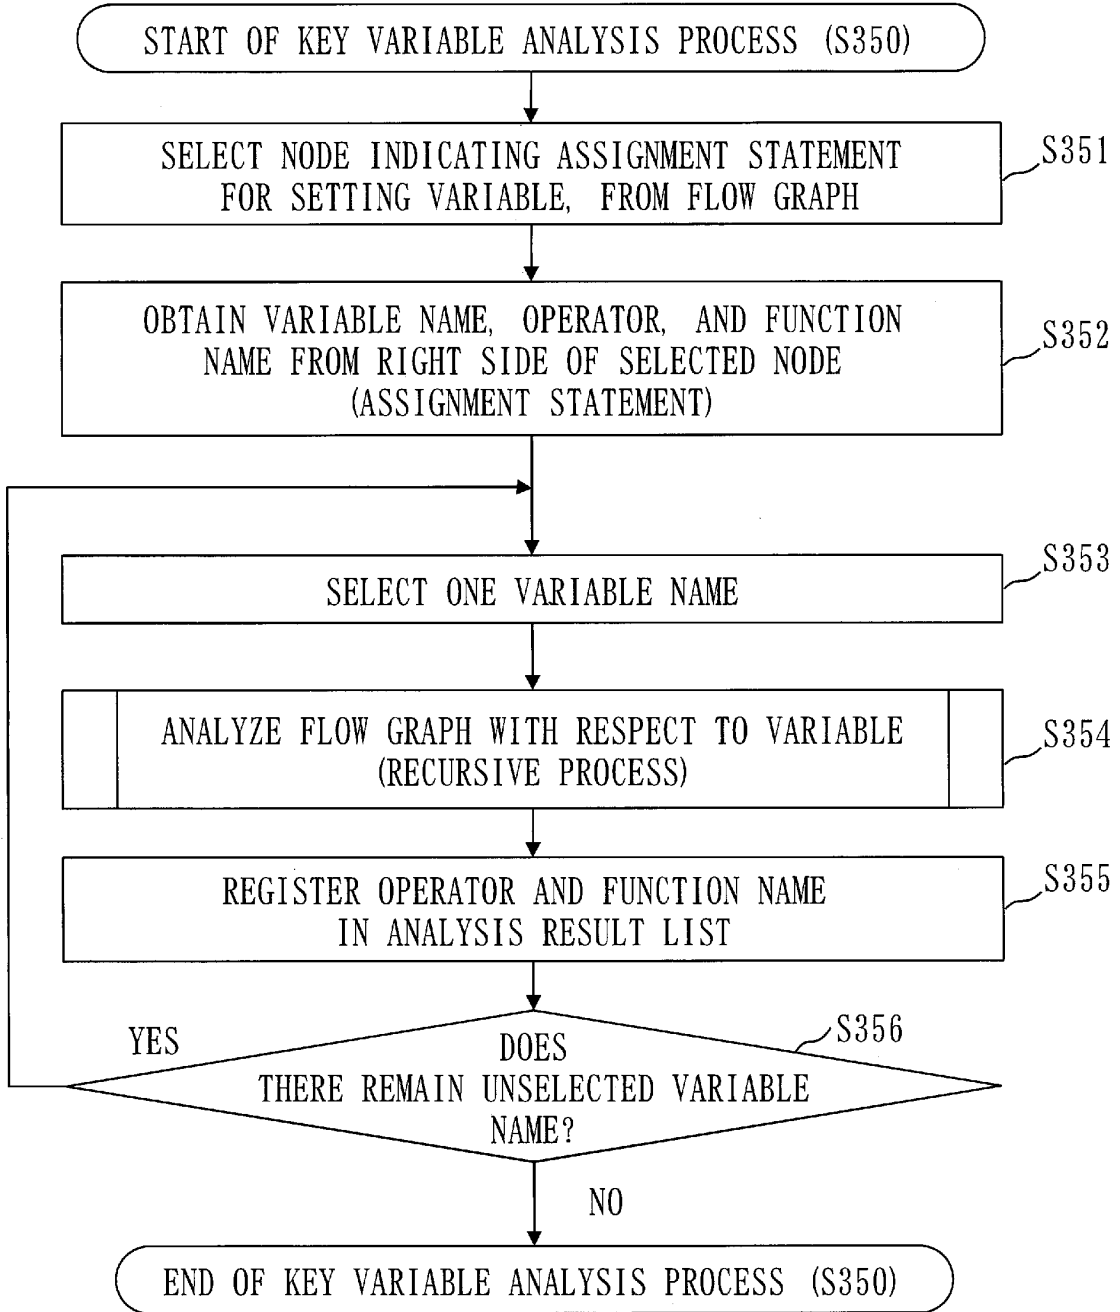 START OF KEY VARIABLE ANALYSIS PROCESS (S350)
SELECT NODE INDICATING ASSIGNMENT STATEMENT
FOR SETTING VARIABLE, FROM FLOW GRAPH
S351
OBTAIN VARIABLE NAME, OPERATOR, AND FUNCTION
NAME FROM RIGHT SIDE OF SELECTED NODE
(ASSIGNMENT STATEMENT)
S352
SELECT ONE VARIABLE NAME
S353
ANALYZE FLOW GRAPH WITH RESPECT TO VARIABLE
(RECURSIVE PROCESS)
S354
REGISTER OPERATOR AND FUNCTION NAME
IN ANALYSIS RESULT LIST
S355
YES
DOES
THERE REMAIN UNSELECTED VARIABLE
NAME?
S356
NO
END OF KEY VARIABLE ANALYSIS PROCESS (S350)